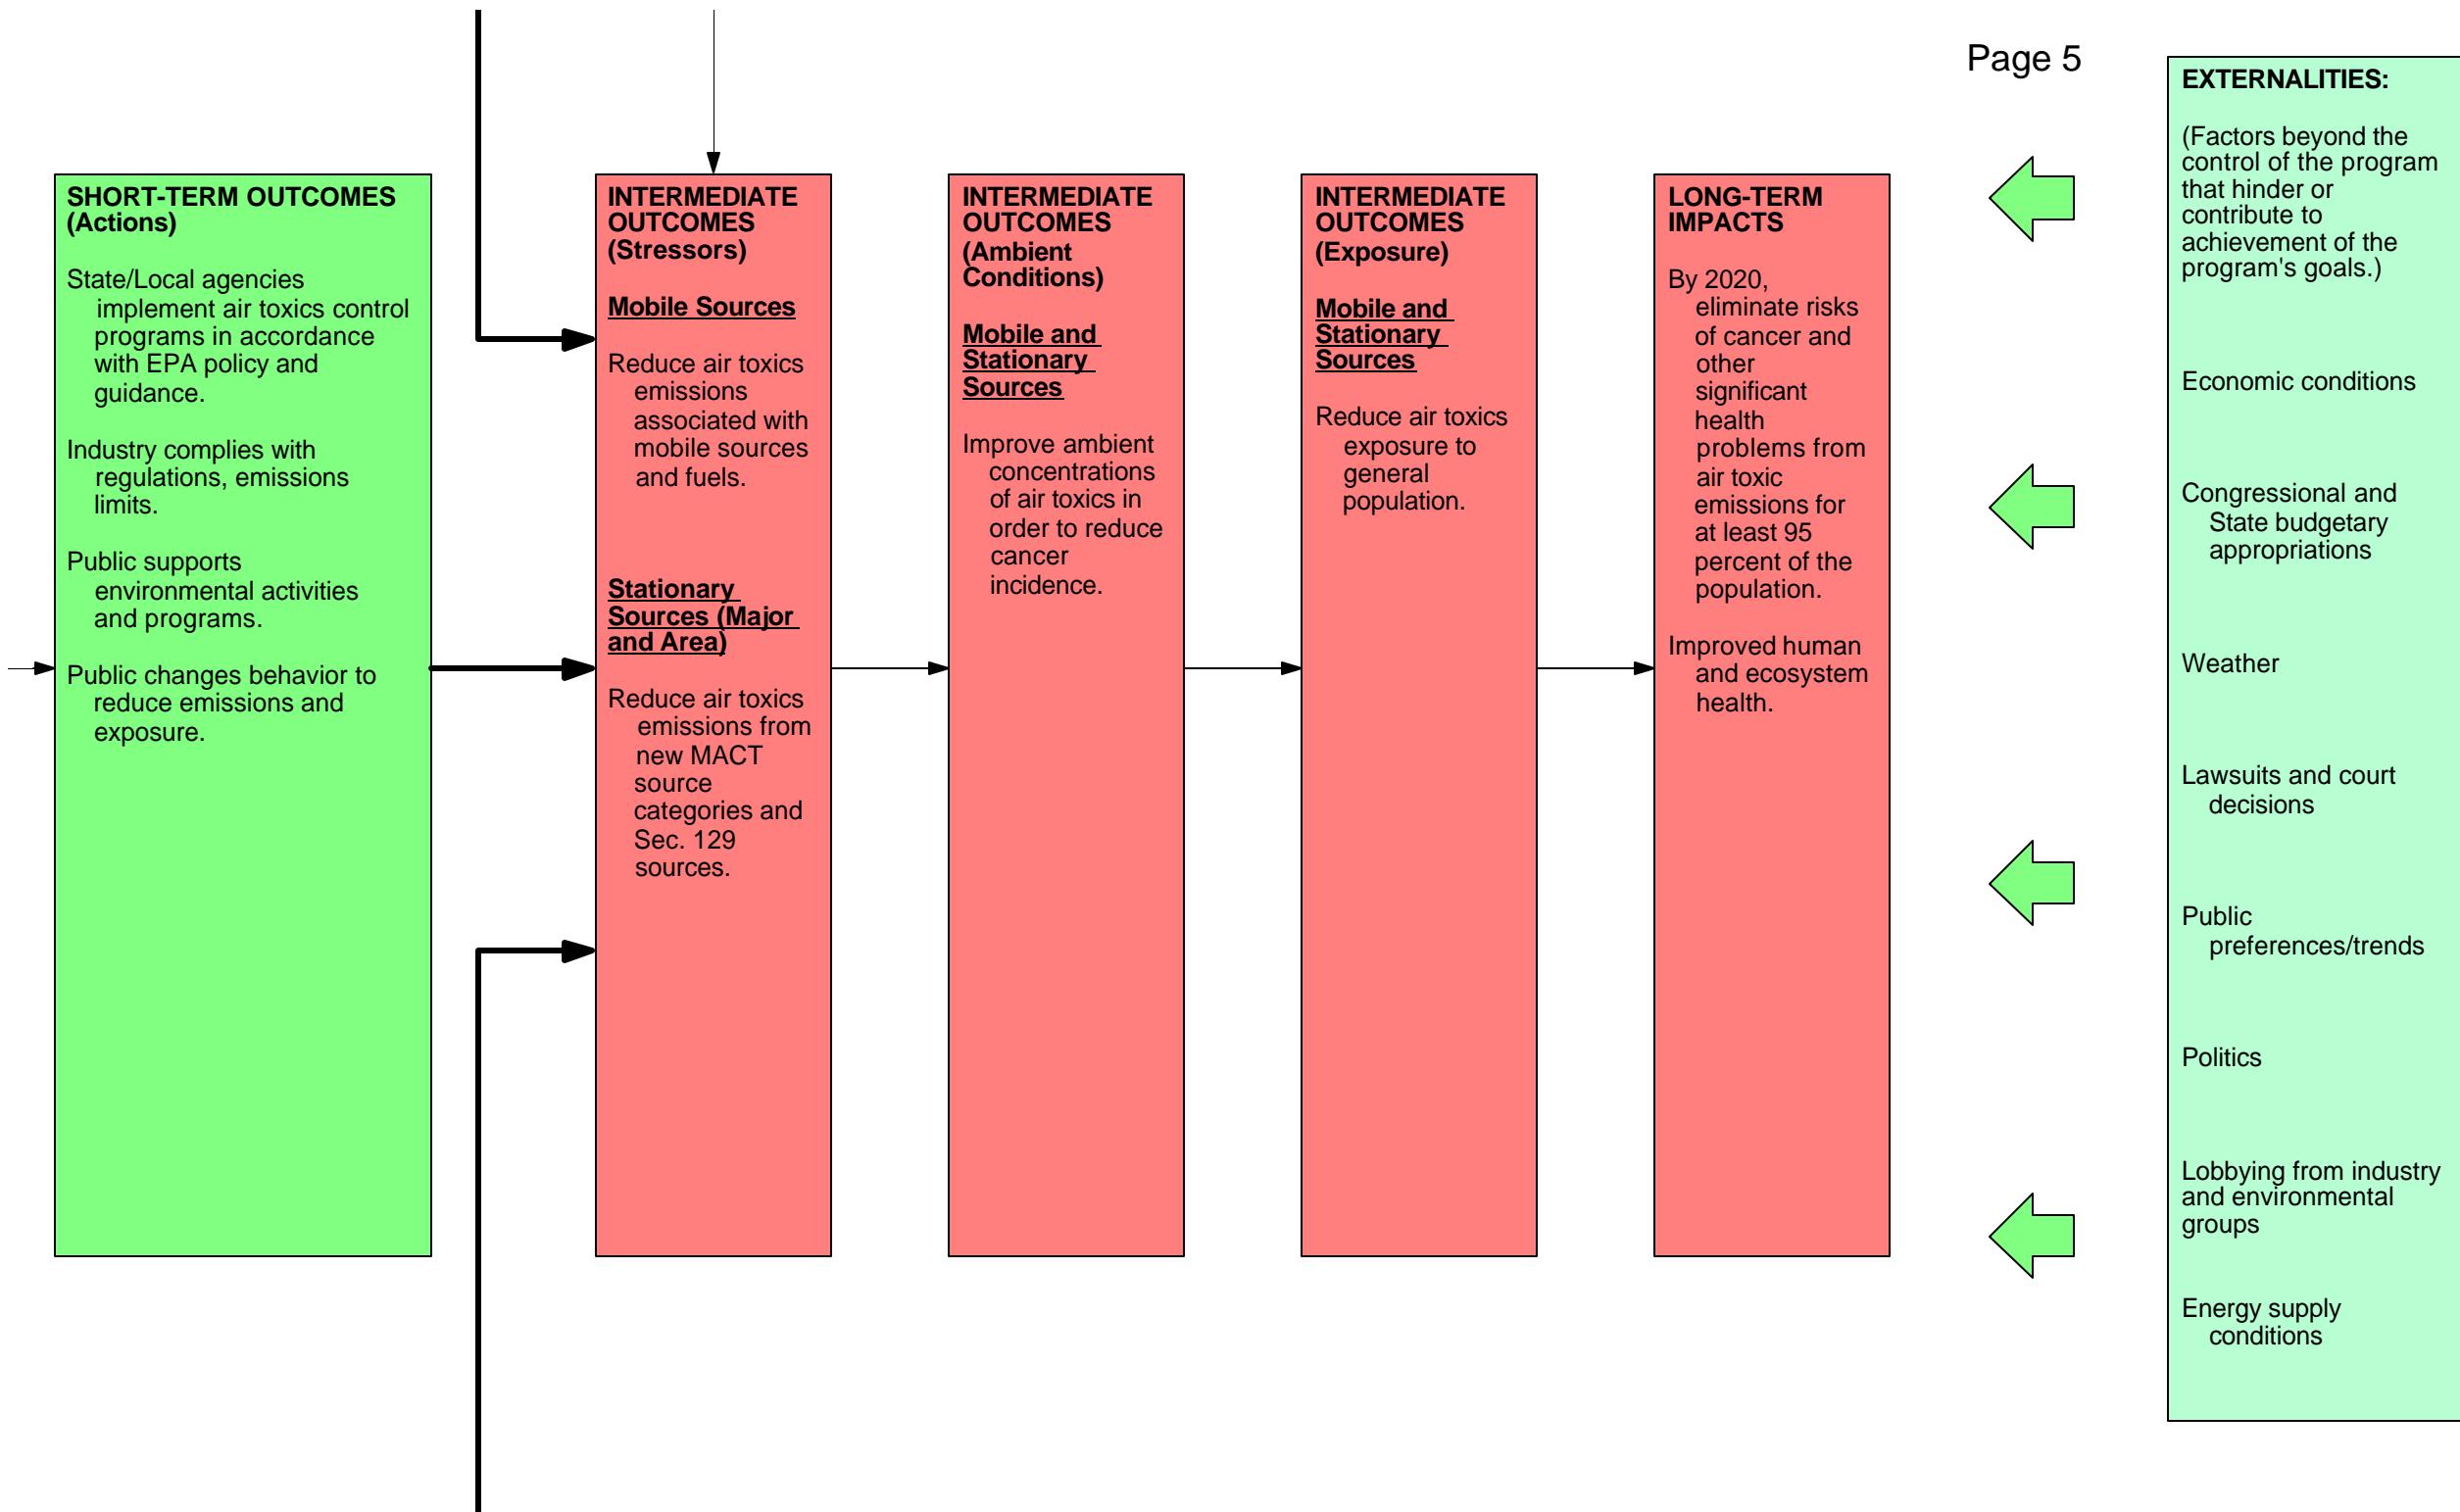 Page 5
SHORT-TERM OUTCOMES
(Actions)
State/Local agencies
implement air toxics control
programs in accordance
with EPA policy and
guidance.
Industry complies with
regulations, emissions
limits.
Public supports
environmental activities
and programs.
Public changes behavior to
reduce emissions and
exposure.
INTERMEDIATE
OUTCOMES
(Stressors)
Mobile Sources
Reduce air toxics
emissions
associated with
mobile sources
and fuels.
Stationary
Sources (Major
and Area)
Reduce air toxics
emissions from
new MACT
source
categories and
Sec. 129
sources.
INTERMEDIATE
OUTCOMES
(Ambient
Conditions)
Mobile and
Stationary
Sources
Improve ambient
concentrations
of air toxics in
order to reduce
cancer
incidence.
INTERMEDIATE
OUTCOMES
(Exposure)
Mobile and
Stationary
Sources
Reduce air toxics
exposure to
general
population.
LONG-TERM
IMPACTS
By 2020,
eliminate risks
of cancer and
other
significant
health
problems from
air toxic
emissions for
at least 95
percent of the
population.
Improved human
and ecosystem
health.
EXTERNALITIES:
(Factors beyond the
control of the program
that hinder or
contribute to
achievement of the
program's goals.)
Economic conditions
Congressional and
State budgetary
appropriations
Weather
Lawsuits and court
decisions
Public
preferences/trends
Politics
Lobbying from industry
and environmental
groups
Energy supply
conditions